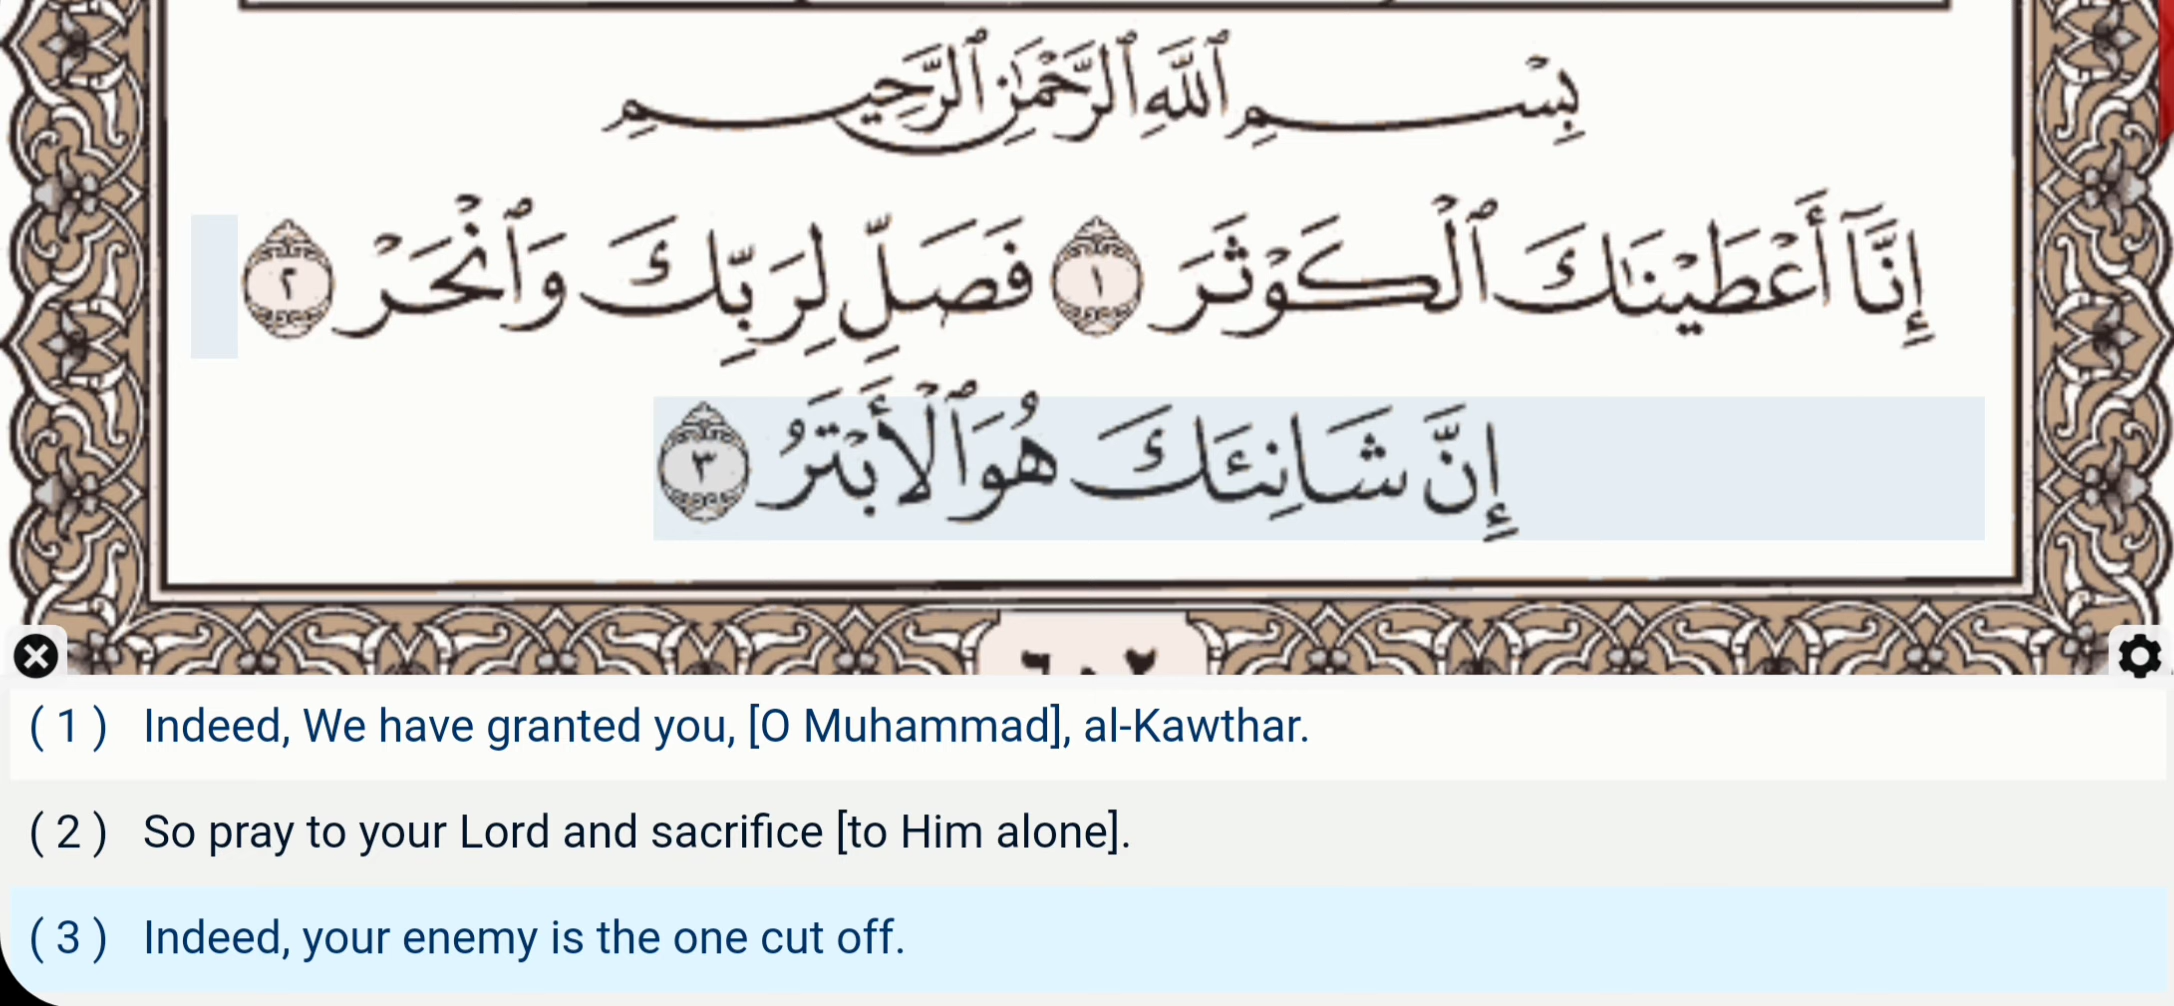 بِسْمِ ٱللَّهِ ٱلرَّحْمَٰنِ ٱلرَّحِيمِ
إِنَّآ أَعْطَيْنَٰكَ ٱلْكَوْثَرَ ١ فَصَلِّ لِرَبِّكَ وَٱنْحَرْ ٢
إِنَّ شَانِئَكَ هُوَ ٱلْأَبْتَرُ ٣
٦٠٢
( 1 ) Indeed, We have granted you, [O Muhammad], al-Kawthar.
( 2 ) So pray to your Lord and sacrifice [to Him alone].
( 3 ) Indeed, your enemy is the one cut off.